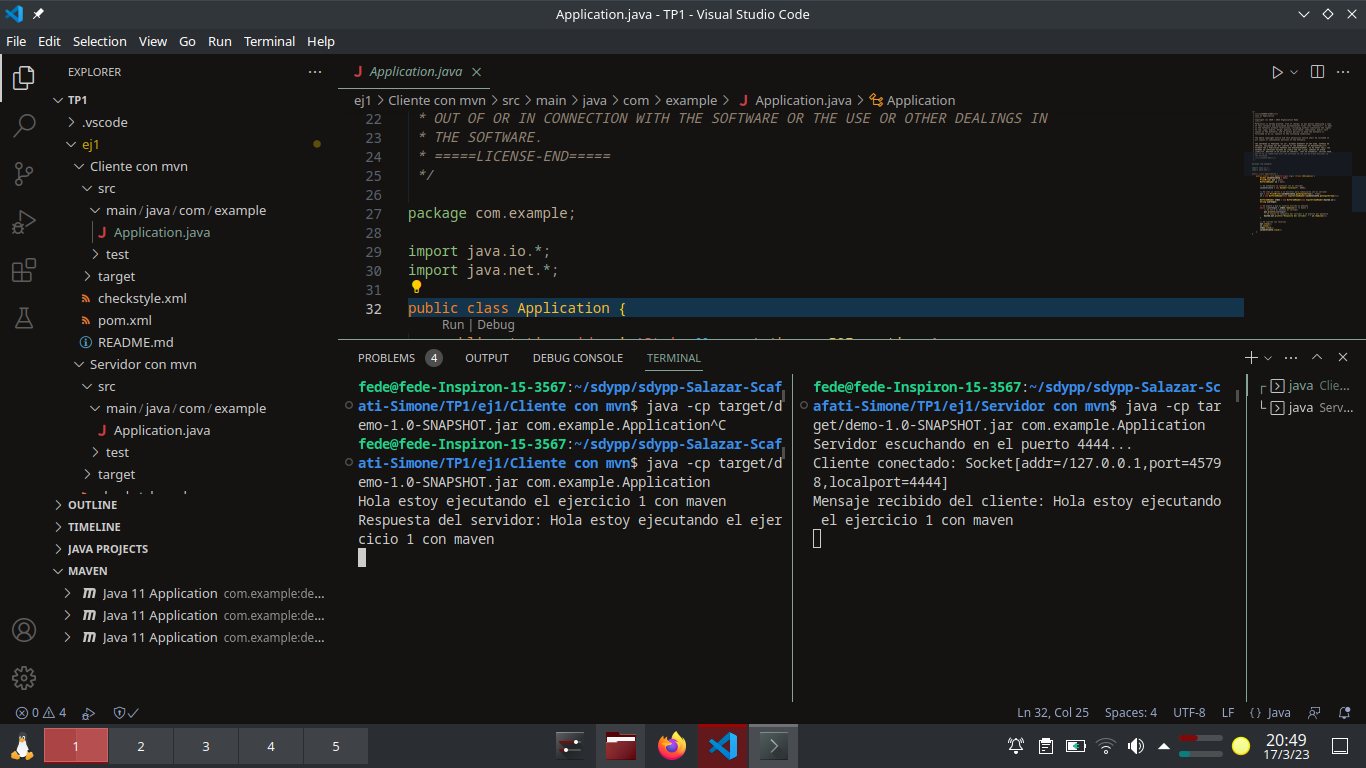 Application.java - TP1 - Visual Studio Code
File Edit Selection View Go Run Terminal Help
EXPLORER
TP1
.vscode
ej1
Cliente con mvn
src
main / java / com / example
Application.java
test
target
checkstyle.xml
pom.xml
README.md
Servidor con mvn
src
main / java / com / example
Application.java
test
target
OUTLINE
TIMELINE
JAVA PROJECTS
MAVEN
Java 11 Application com.example:de...
Java 11 Application com.example:de...
Java 11 Application com.example:de...
Application.java
ej1 > Cliente con mvn > src > main > java > com > example > Application.java > Application
22 * OUT OF OR IN CONNECTION WITH THE SOFTWARE OR THE USE OR OTHER DEALINGS IN
23 * THE SOFTWARE.
24 * =====LICENSE-END=====
25 */
26
27 package com.example;
28
29 import java.io.*;
30 import java.net.*;
31
32 public class Application {
Run | Debug
PROBLEMS 4 OUTPUT DEBUG CONSOLE TERMINAL
fede@fede-Inspiron-15-3567:~/sdypp/sdypp-Salazar-Scaf
ati-Simone/TP1/ej1/Cliente con mvn$ java -cp target/d
emo-1.0-SNAPSHOT.jar com.example.Application^C
fede@fede-Inspiron-15-3567:~/sdypp/sdypp-Salazar-Scaf
ati-Simone/TP1/ej1/Cliente con mvn$ java -cp target/d
emo-1.0-SNAPSHOT.jar com.example.Application
Hola estoy ejecutando el ejercicio 1 con maven
Respuesta del servidor: Hola estoy ejecutando el ejer
cicio 1 con maven
fede@fede-Inspiron-15-3567:~/sdypp/sdypp-Salazar-Sc
afati-Simone/TP1/ej1/Servidor con mvn$ java -cp tar
get/demo-1.0-SNAPSHOT.jar com.example.Application
Servidor escuchando en el puerto 4444...
Cliente conectado: Socket[addr=/127.0.0.1,port=4579
8,localport=4444]
Mensaje recibido del cliente: Hola estoy ejecutando
el ejercicio 1 con maven
java Clie...
java Serv...
0 4
Ln 32, Col 25 Spaces: 4 UTF-8 LF { } Java
1 2 3 4 5
20:49
17/3/23